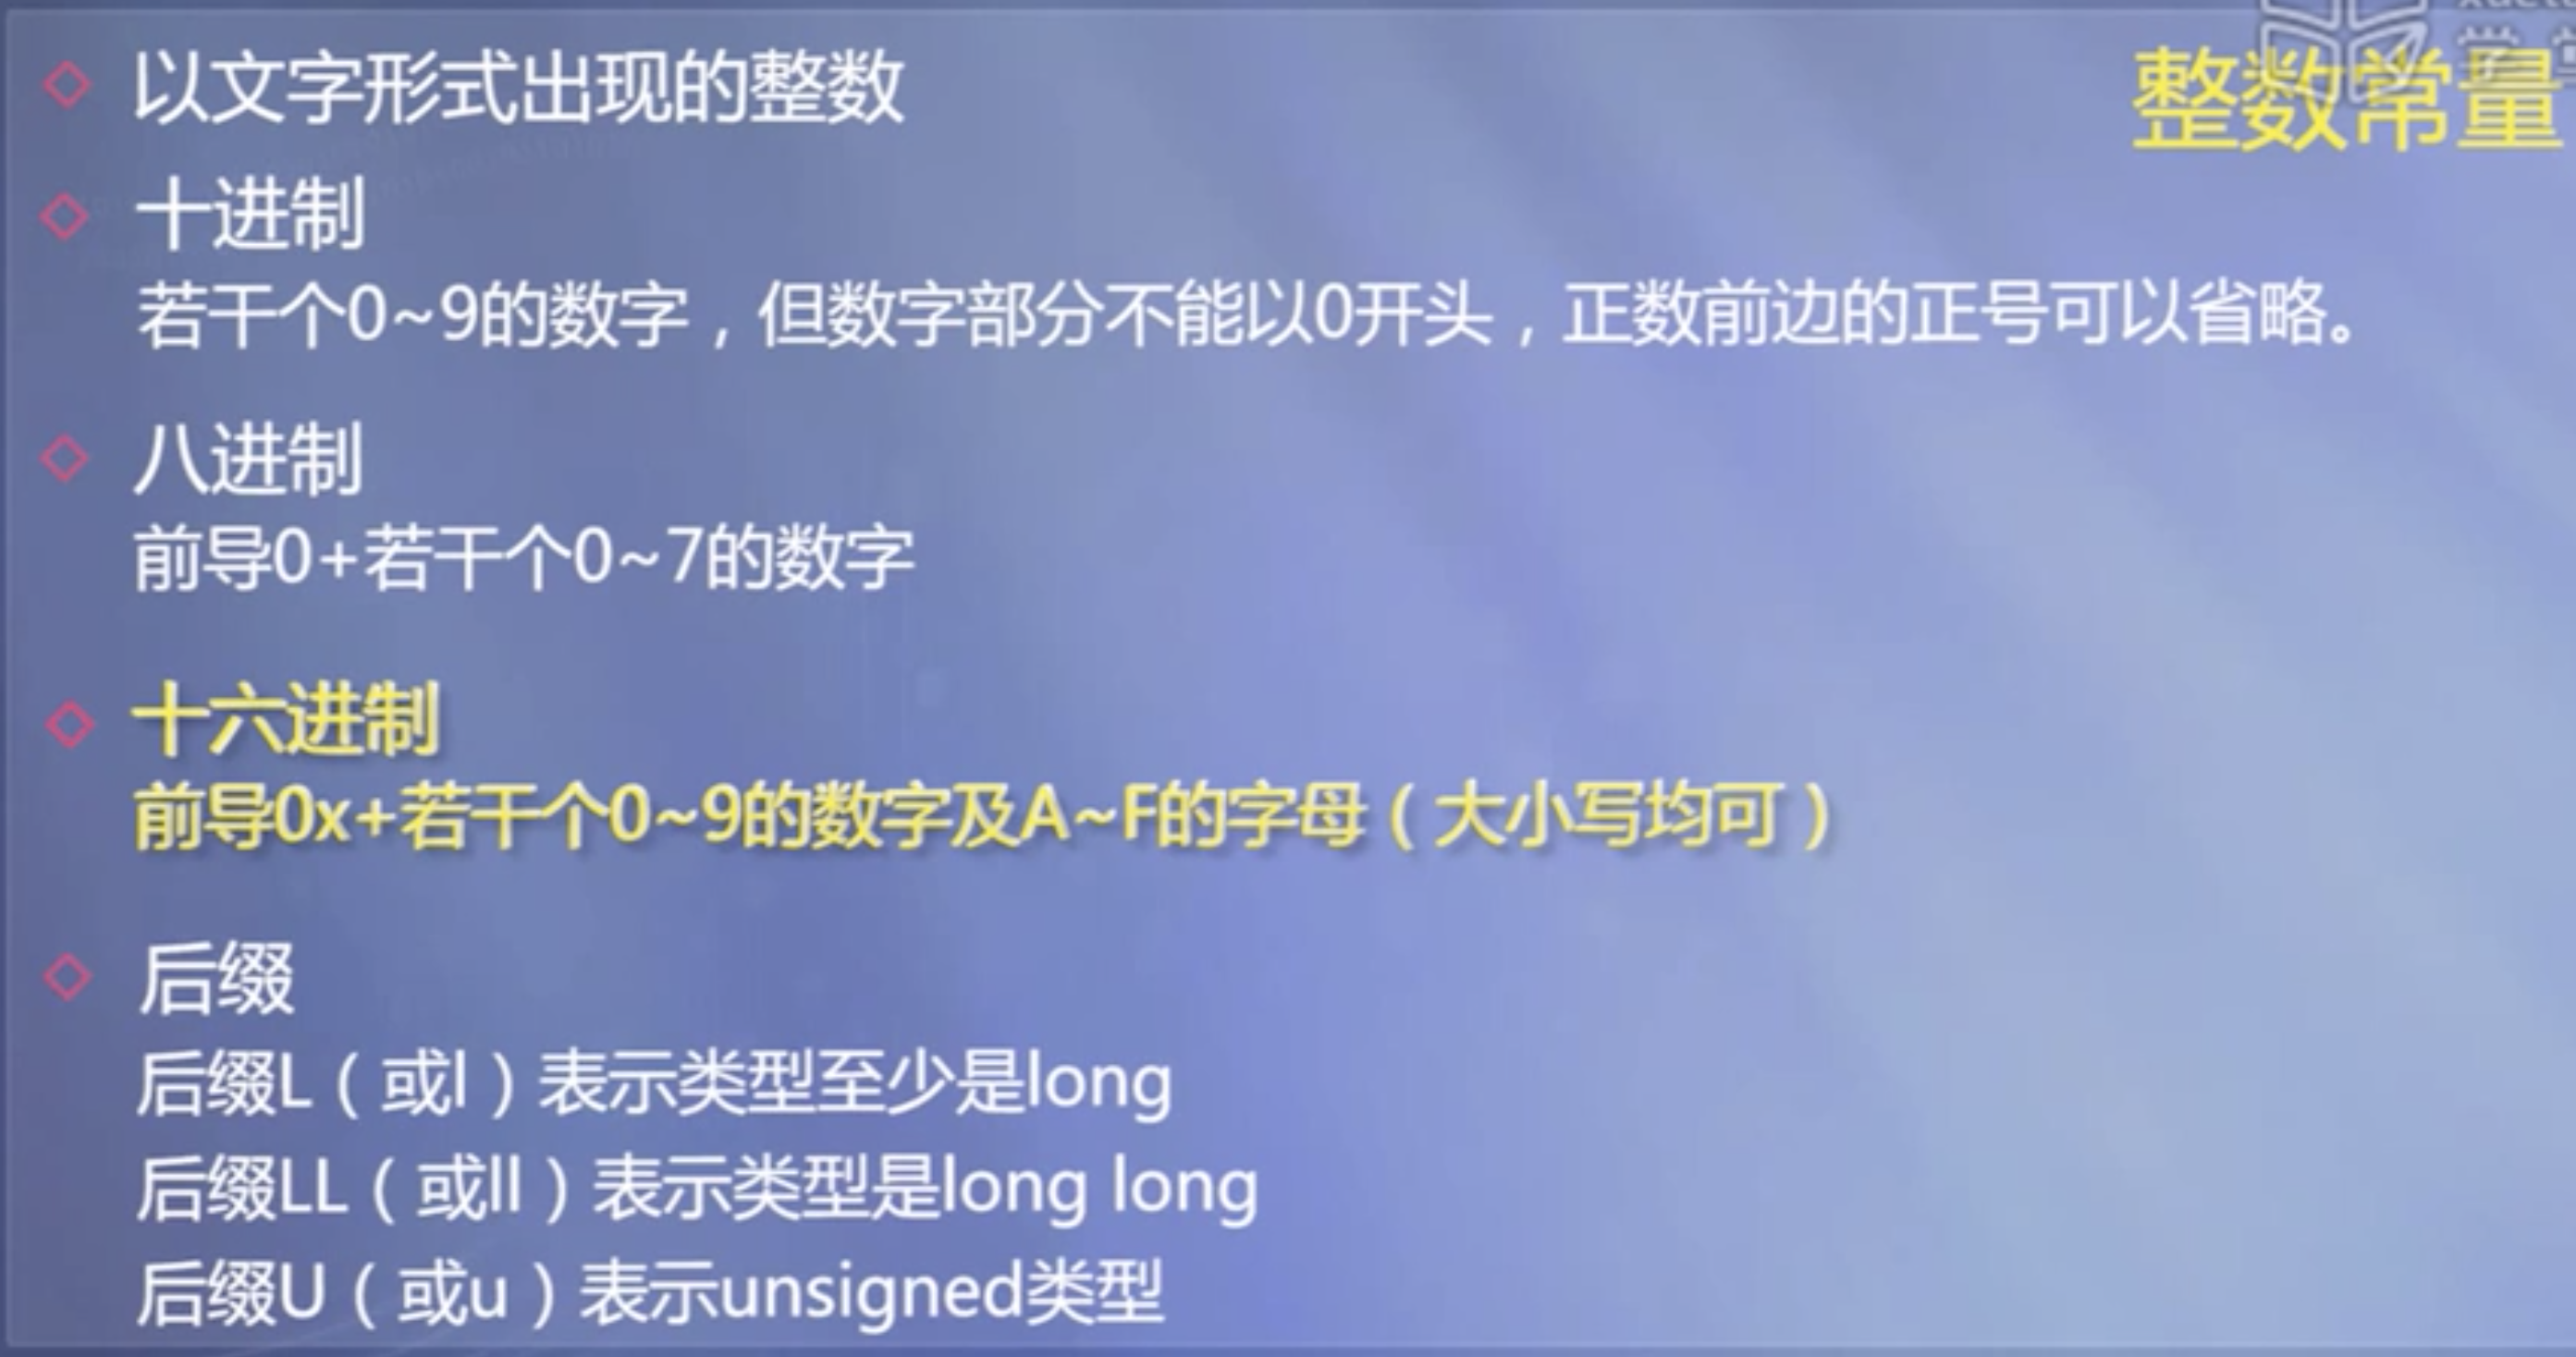 整数常量
以文字形式出现的整数
十进制
若干个0~9的数字，但数字部分不能以0开头，正数前边的正号可以省略。
八进制
前导0+若干个0~7的数字
十六进制
前导0x+若干个0~9的数字及A~F的字母（大小写均可）
后缀
后缀L（或l）表示类型至少是long
后缀LL（或ll）表示类型是long long
后缀U（或u）表示unsigned类型